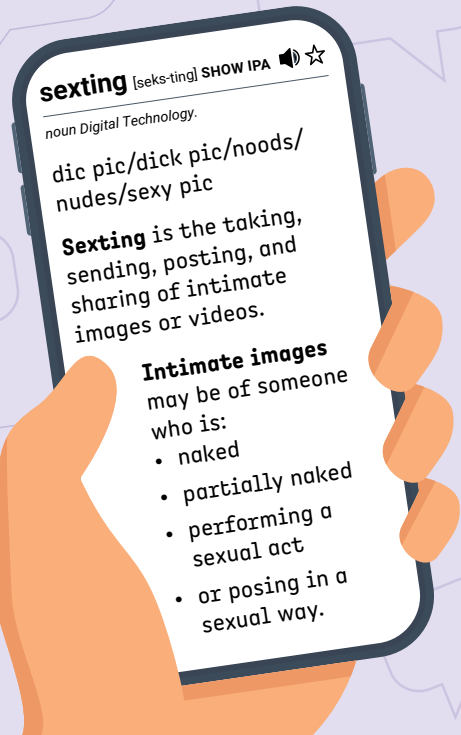 sexting [seks-ting] SHOW IPA
noun Digital Technology.
dic pic/dick pic/noods/
nudes/sexy pic
Sexting is the taking,
sending, posting, and
sharing of intimate
images or videos.
Intimate images
may be of someone
who is:
• naked
• partially naked
• performing a
sexual act
• or posing in a
sexual way.